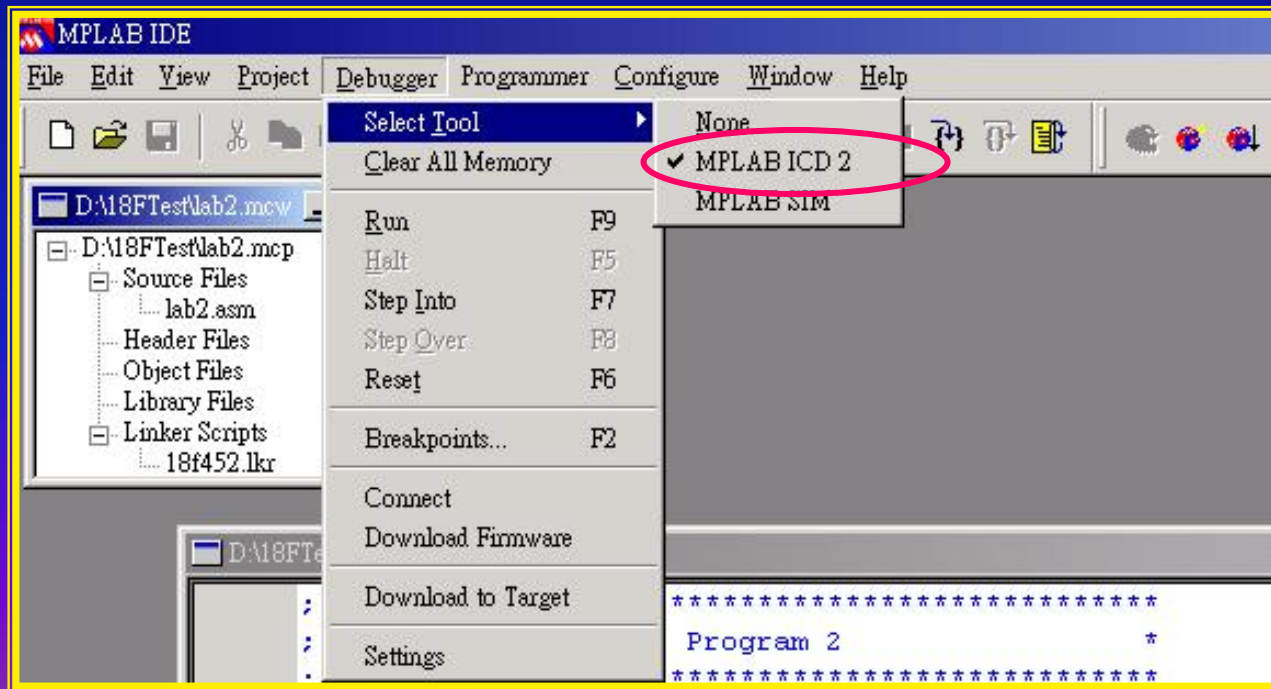 MPLAB IDE
File Edit View Project Debugger Programmer Configure Window Help
Select Tool
Clear All Memory
Run F9
Halt F5
Step Into F7
Step Over F8
Reset F6
Breakpoints... F2
Connect
Download Firmware
Download to Target
Settings
None
✔ MPLAB ICD 2
MPLAB SIM
D:\18FTest\lab2.mcw
D:\18FTest\lab2.mcp
Source Files
lab2.asm
Header Files
Object Files
Library Files
Linker Scripts
18f452.lkr
D:\18FTe
; ****************************
; Program 2 *
; ****************************